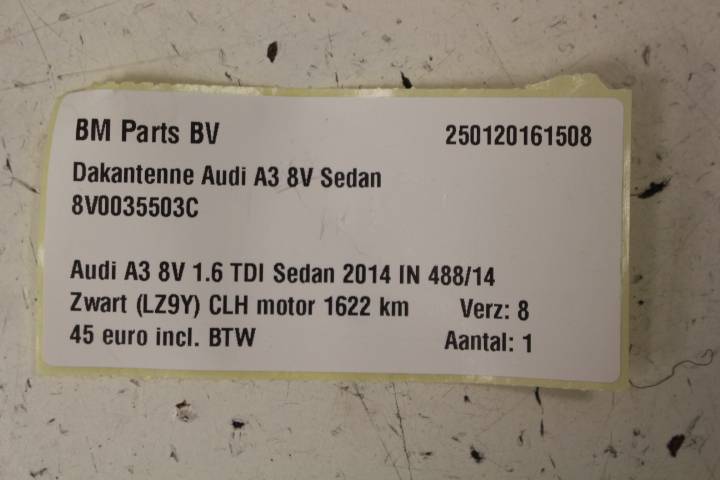 BM Parts BV 250120161508
Dakantenne Audi A3 8V Sedan
8V0035503C
Audi A3 8V 1.6 TDI Sedan 2014 IN 488/14
Zwart (LZ9Y) CLH motor 1622 km Verz: 8
45 euro incl. BTW Aantal: 1